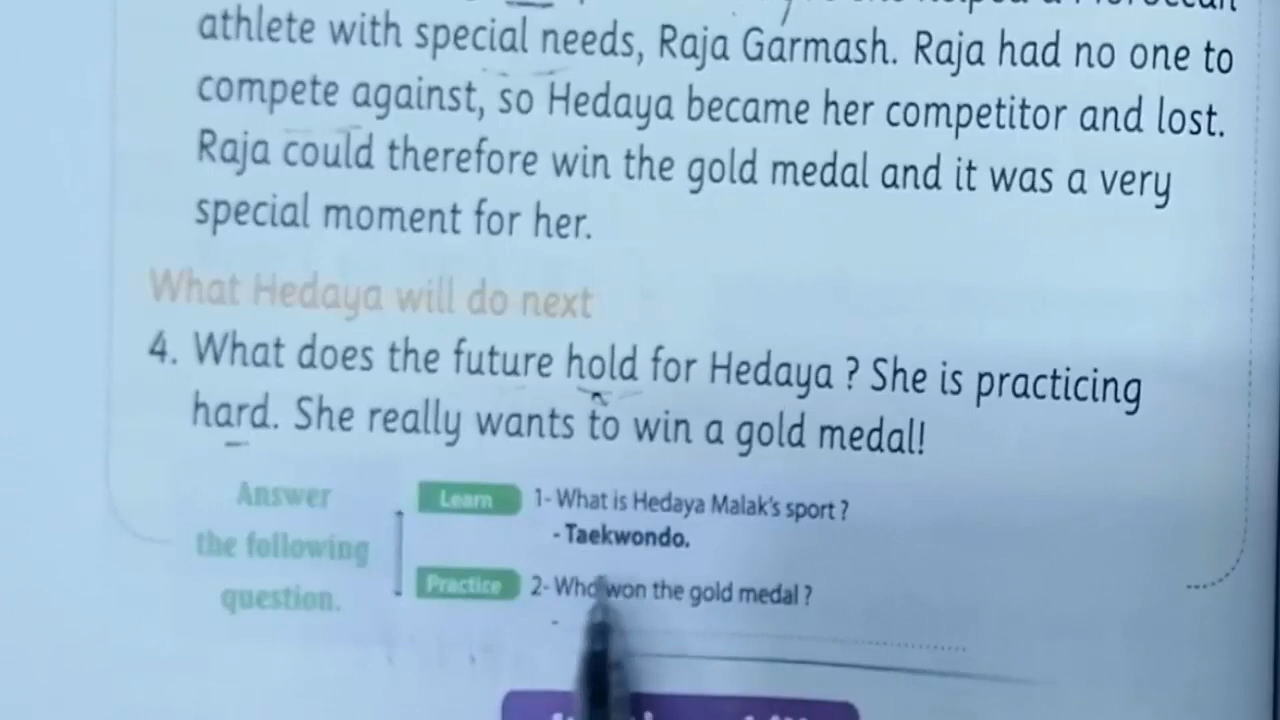 athlete with special needs, Raja Garmash. Raja had no one to
compete against, so Hedaya became her competitor and lost.
Raja could therefore win the gold medal and it was a very
special moment for her.
What Hedaya will do next
4. What does the future hold for Hedaya ? She is practicing
hard. She really wants to win a gold medal!
Answer
the following
question.
Learn 1- What is Hedaya Malak's sport ?
- Taekwondo.
Practice 2- Who won the gold medal ?
-